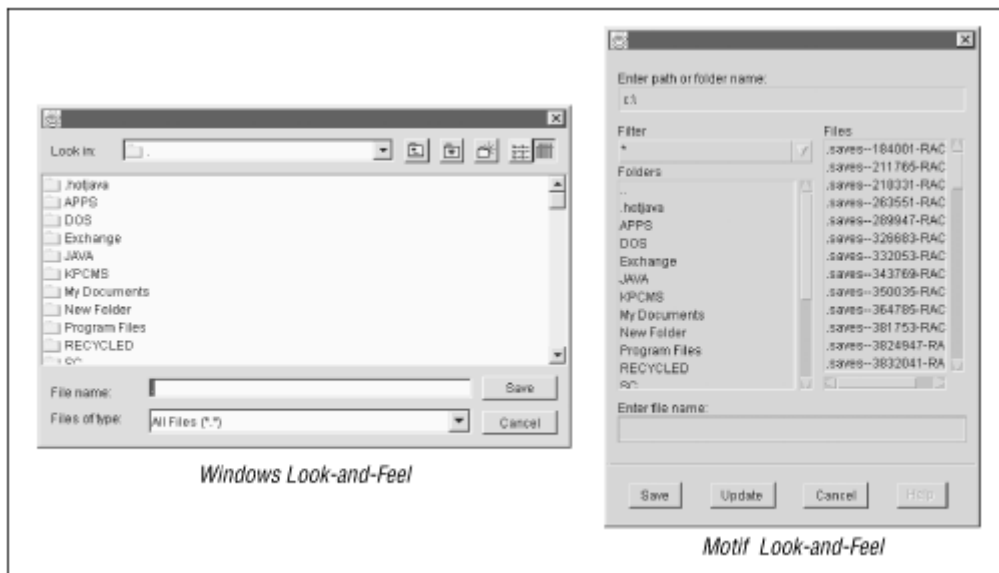 Look in:
.
.hotjava
APPS
DOS
Exchange
JAVA
KPCMS
My Documents
New Folder
Program Files
RECYCLED
SC
File name:
.
Save
Files of type:
All Files (*.*)
Cancel
Windows Look-and-Feel
Enter path or folder name:
c:\
Filter
*
Folders
..
.hotjava
APPS
DOS
Exchange
JAVA
KPCMS
My Documents
New Folder
Program Files
RECYCLED
SC
Files
.saves--184001-RAC
.saves--211765-RAC
.saves--218331-RAC
.saves--263551-RAC
.saves--289947-RAC
.saves--326683-RAC
.saves--332053-RAC
.saves--343769-RAC
.saves--350035-RAC
.saves--364785-RAC
.saves--381753-RAC
.saves--3824947-RA
.saves--3832041-RA
Enter file name:
Save
Update
Cancel
Help
Motif Look-and-Feel